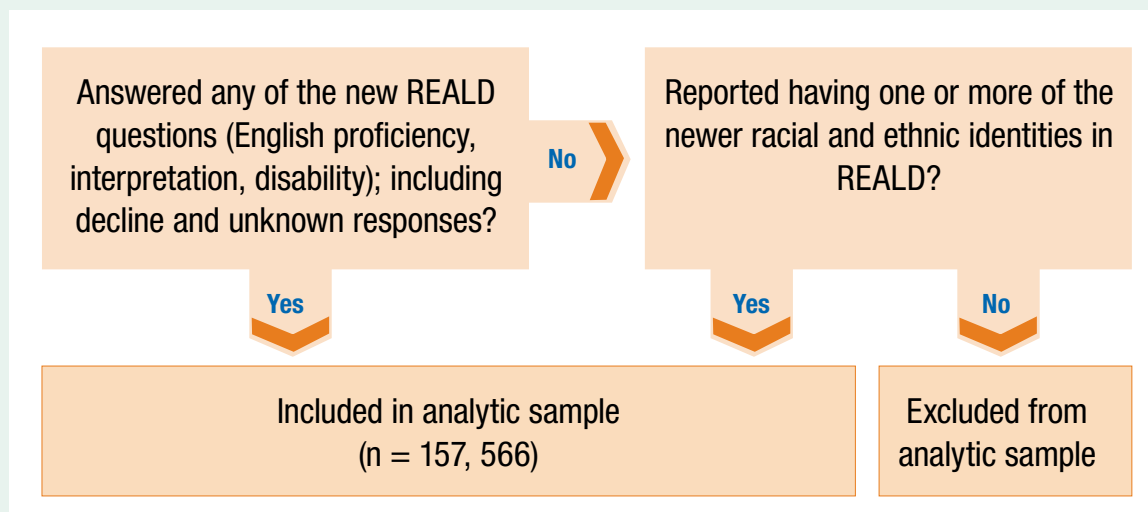 Answered any of the new REALD
questions (English proficiency,
interpretation, disability); including
decline and unknown responses?
No
Reported having one or more of the
newer racial and ethnic identities in
REALD?
Yes
Yes
No
Included in analytic sample
(n = 157, 566)
Excluded from
analytic sample